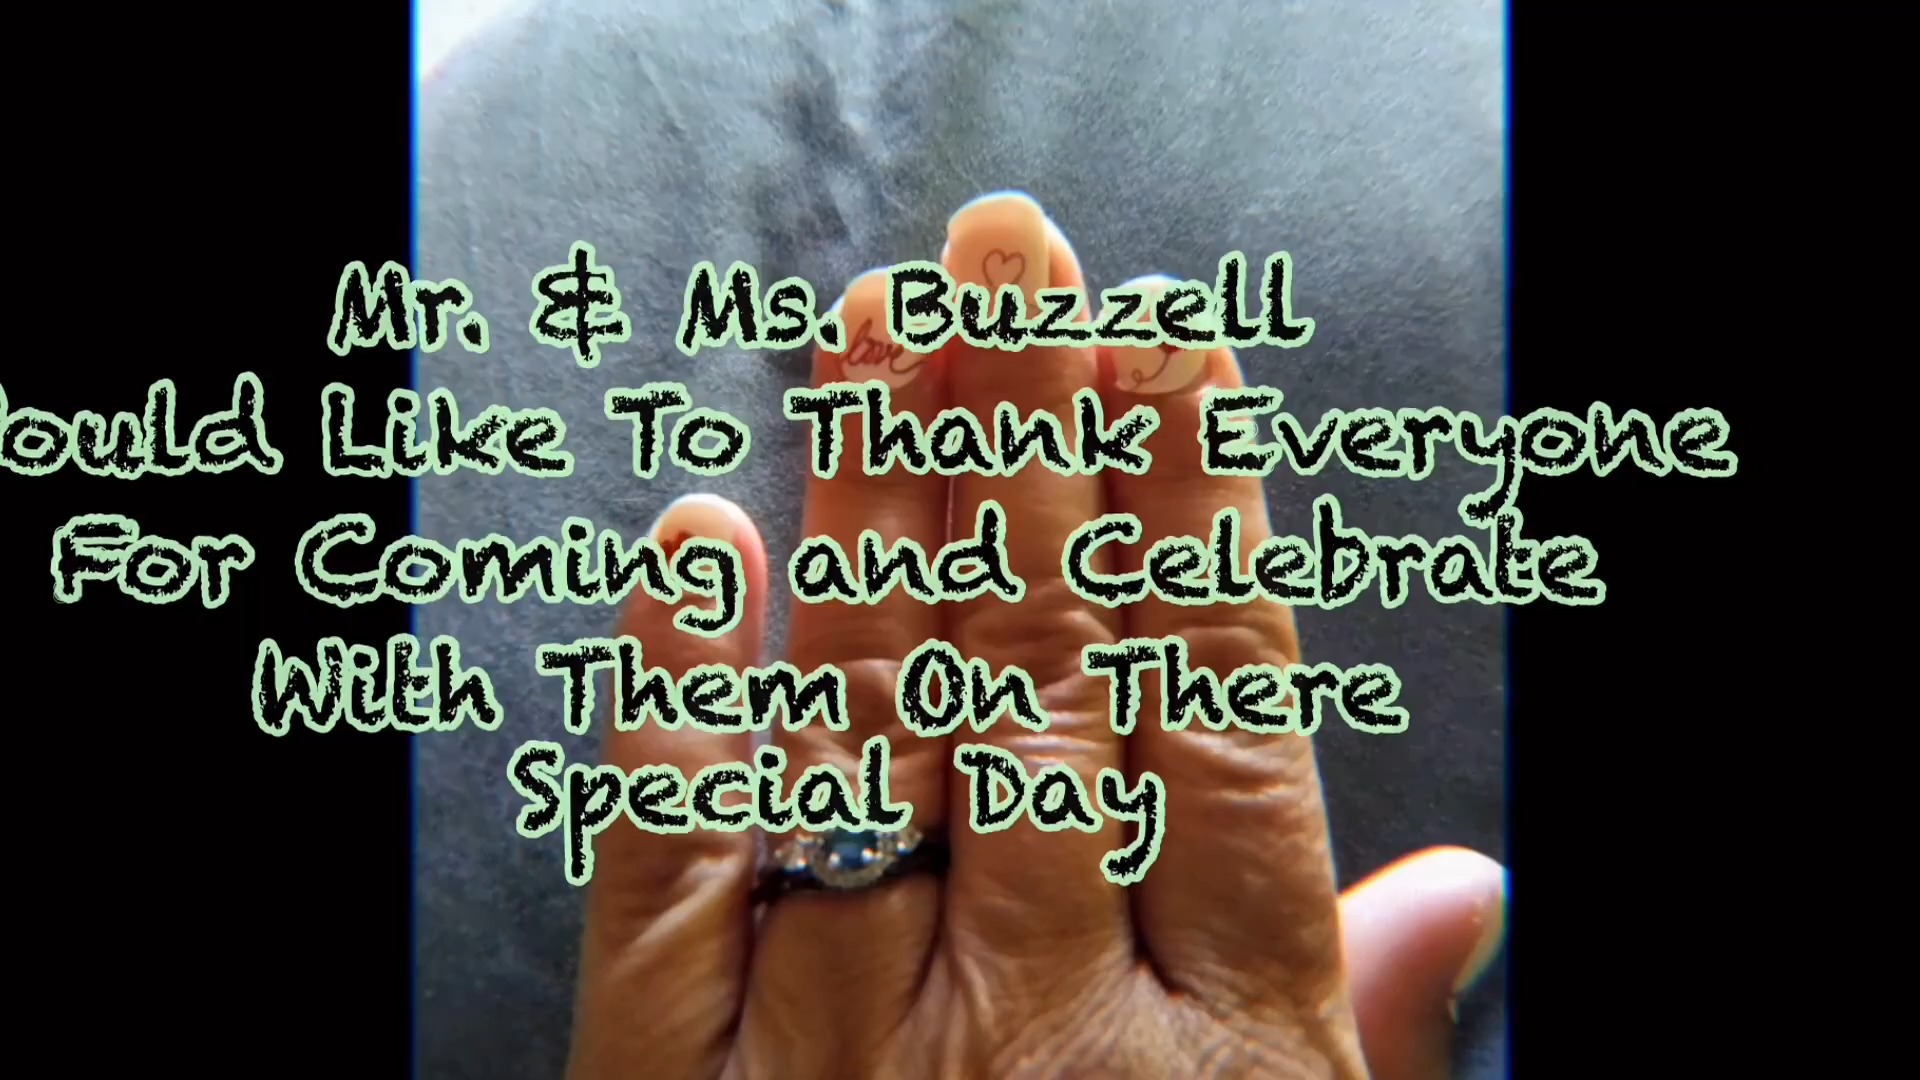 Mr. & Ms. Buzzell
ould Like To Thank Everyone
For Coming and Celebrate
With Them On There
Special Day
love